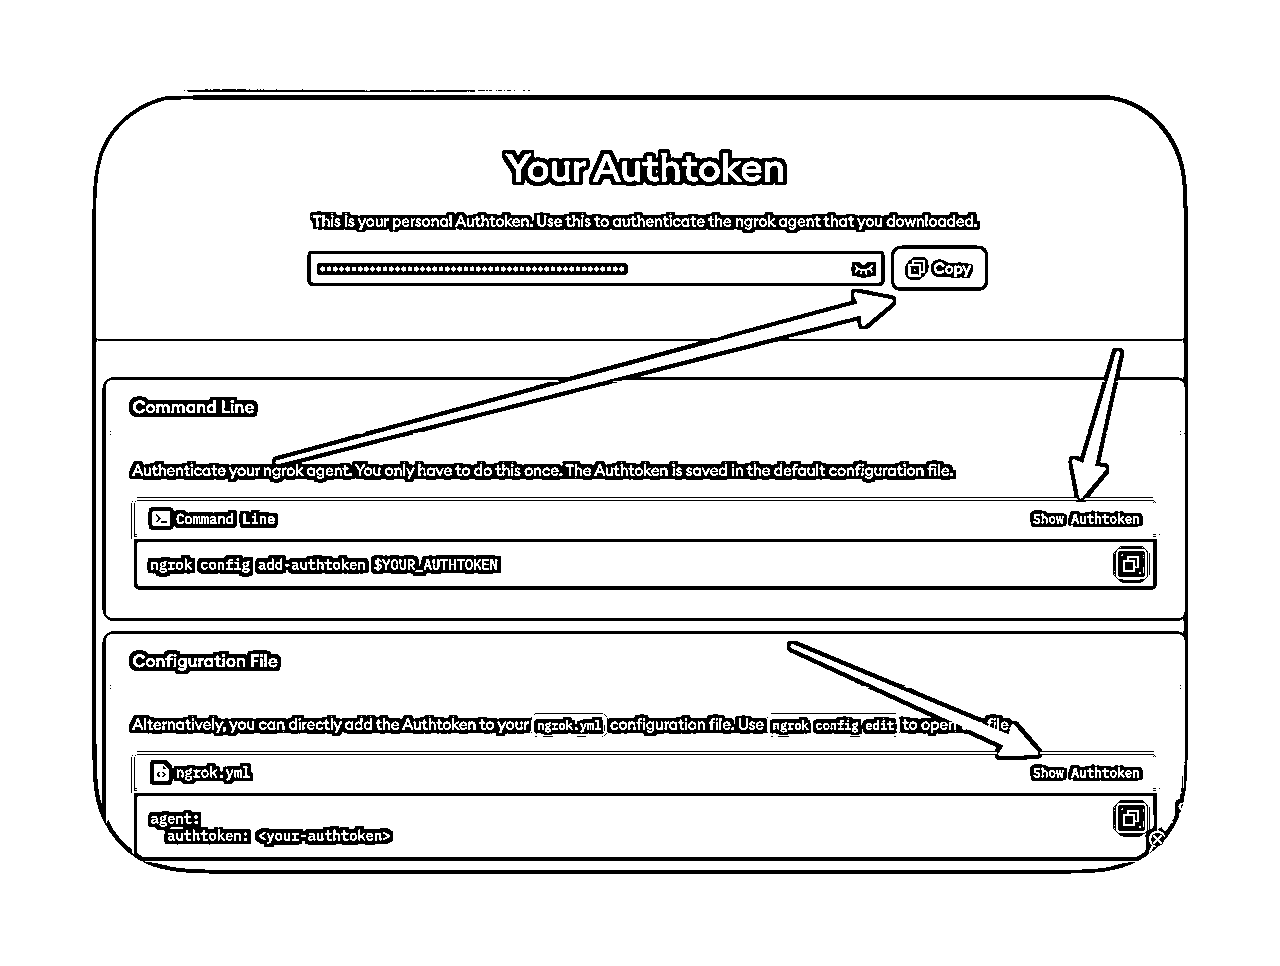 Your Authtoken
This is your personal Authtoken. Use this to authenticate the ngrok agent that you downloaded.
Copy
Command Line
Authenticate your ngrok agent. You only have to do this once. The Authtoken is saved in the default configuration file.
Command Line
Show Authtoken
ngrok config add-authtoken $YOUR_AUTHTOKEN
Configuration File
Alternatively, you can directly add the Authtoken to your ngrok.yml configuration file. Use ngrok config edit to open file
ngrok.yml
Show Authtoken
agent:
authtoken: <your-authtoken>